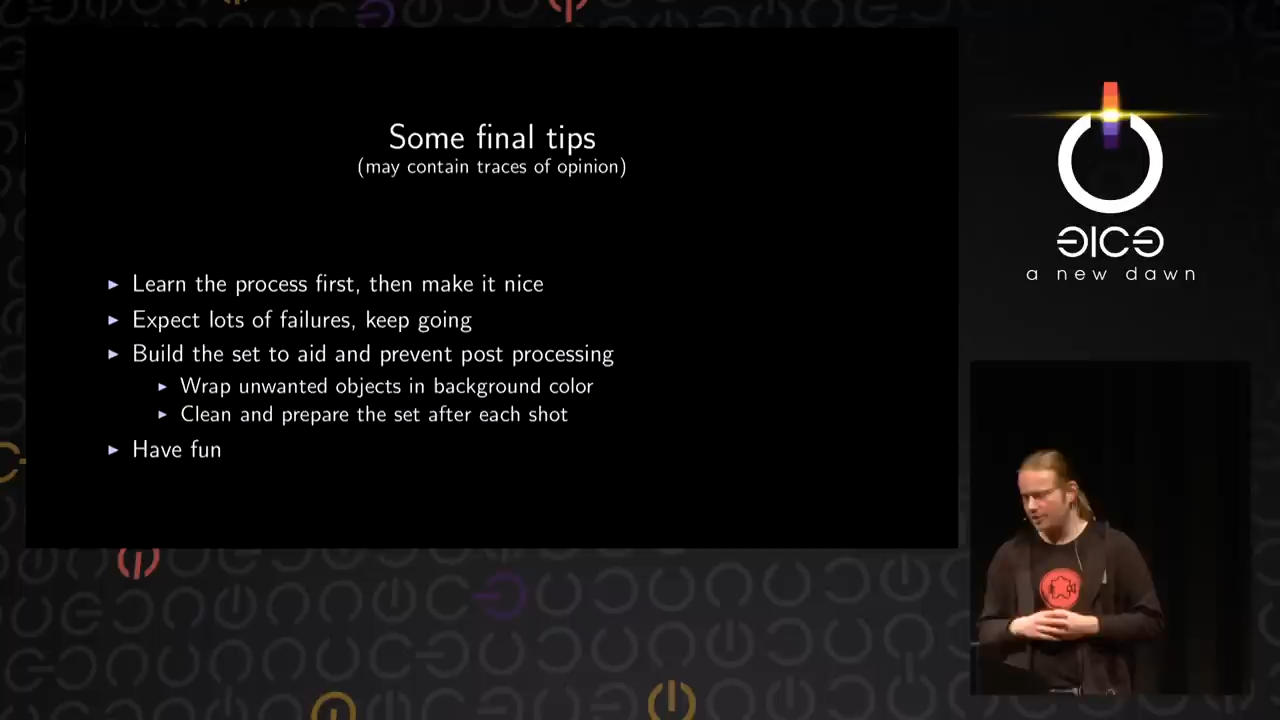 Some final tips
(may contain traces of opinion)
Learn the process first, then make it nice
Expect lots of failures, keep going
Build the set to aid and prevent post processing
Wrap unwanted objects in background color
Clean and prepare the set after each shot
Have fun
a new dawn